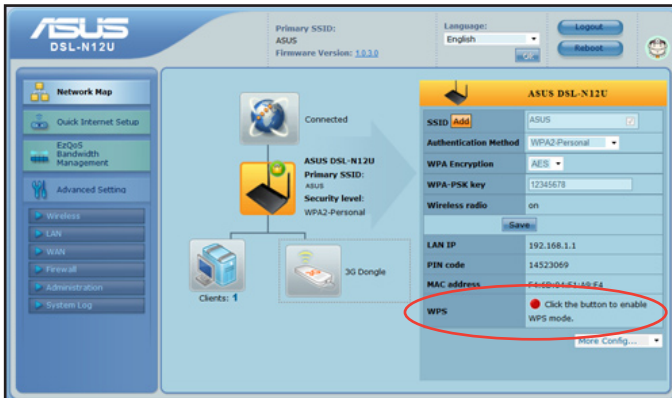 ASUS
DSL-N12U
Primary SSID:
ASUS
Firmware Version: 1.0.3.0
Language:
English
Logout
Reboot
Network Map
Quick Internet Setup
EzQoS
Bandwidth
Management
Advanced Setting
Wireless
LAN
WAN
Firewall
Administration
System Log
Connected
ASUS DSL-N12U
Primary SSID:
ASUS
Security level:
WPA2-Personal
Clients: 1
3G Dongle
ASUS DSL-N12U
SSID Add ASUS
Authentication Method WPA2-Personal
WPA Encryption AES
WPA-PSK key 12345678
Wireless radio on
Save
LAN IP 192.168.1.1
PIN code 14523069
MAC address
WPS Click the button to enable
WPS mode.
More Config...